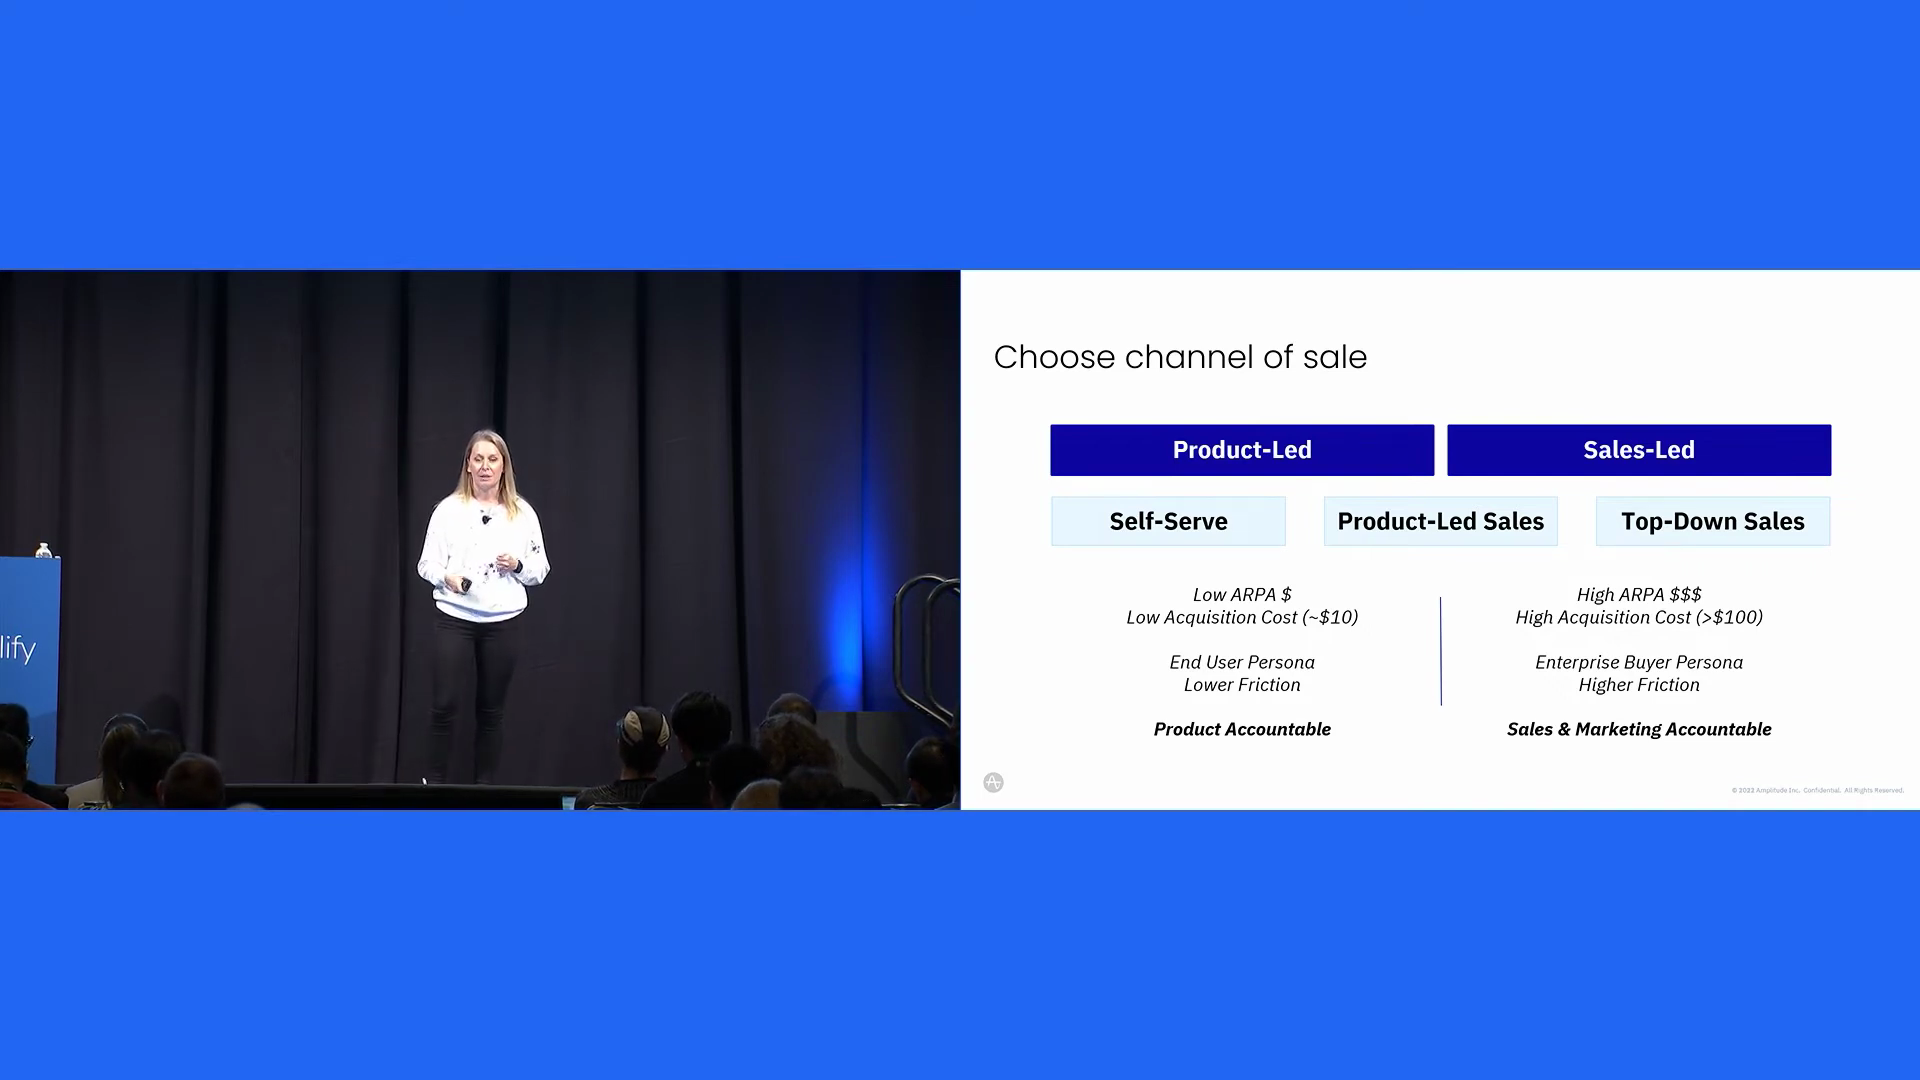 lify
Choose channel of sale
Product-Led
Sales-Led
Self-Serve
Product-Led Sales
Top-Down Sales
Low ARPA $
Low Acquisition Cost (~$10)
End User Persona
Lower Friction
Product Accountable
High ARPA $$$
High Acquisition Cost (>$100)
Enterprise Buyer Persona
Higher Friction
Sales & Marketing Accountable
© 2022 Amplitude Inc. Confidential. All Rights Reserved.